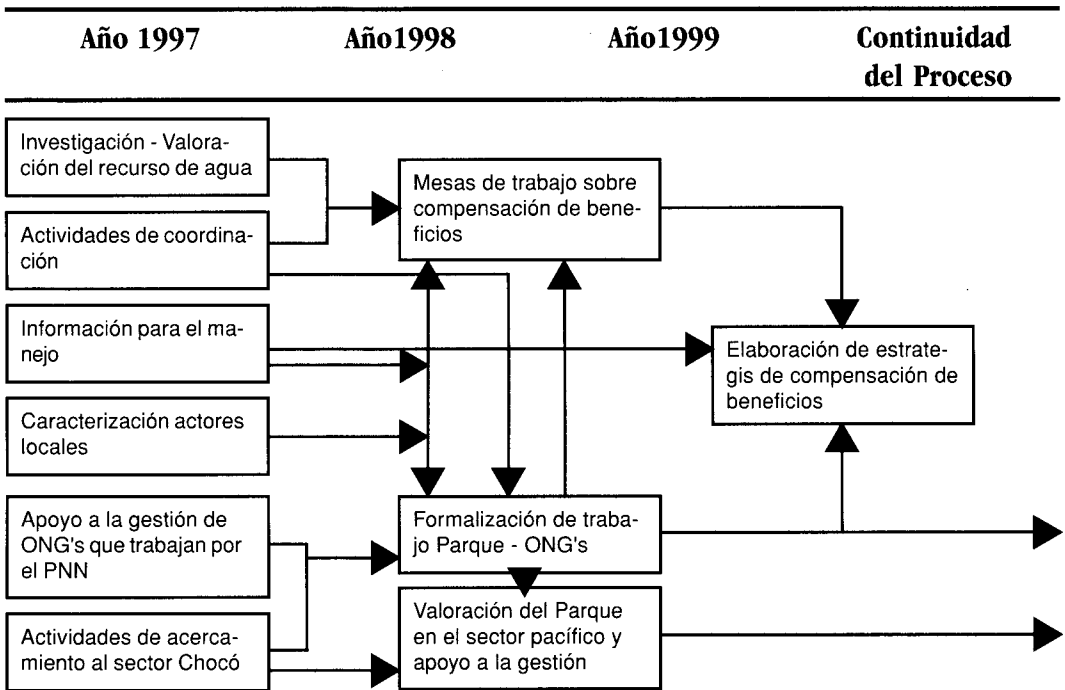 Año 1997 Año1998 Año1999 Continuidad
del Proceso
Investigación - Valora-
ción del recurso de agua
Actividades de coordina-
ción
Información para el ma-
nejo
Caracterización actores
locales
Apoyo a la gestión de
ONG's que trabajan por
el PNN
Actividades de acerca-
miento al sector Chocó
Mesas de trabajo sobre
compensación de bene-
ficios
Formalización de traba-
jo Parque - ONG's
Valoración del Parque
en el sector pacífico y
apoyo a la gestión
Elaboración de estrate-
gis de compensación de
beneficios